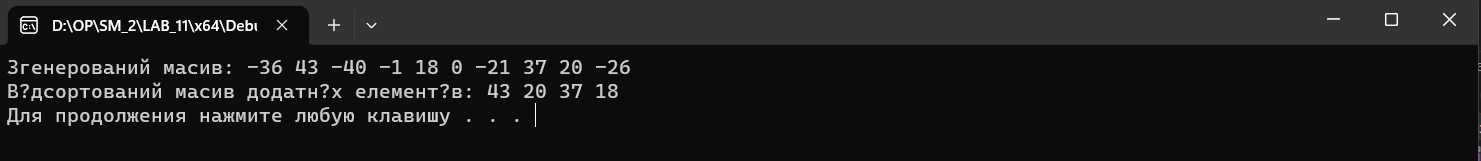 D:\OP\SM_2\LAB_11\x64\Debu
Згенерований масив: -36 43 -40 -1 18 0 -21 37 20 -26
В?дсортований масив додатн?х елемент?в: 43 20 37 18
Для продолжения нажмите любую клавишу . . .